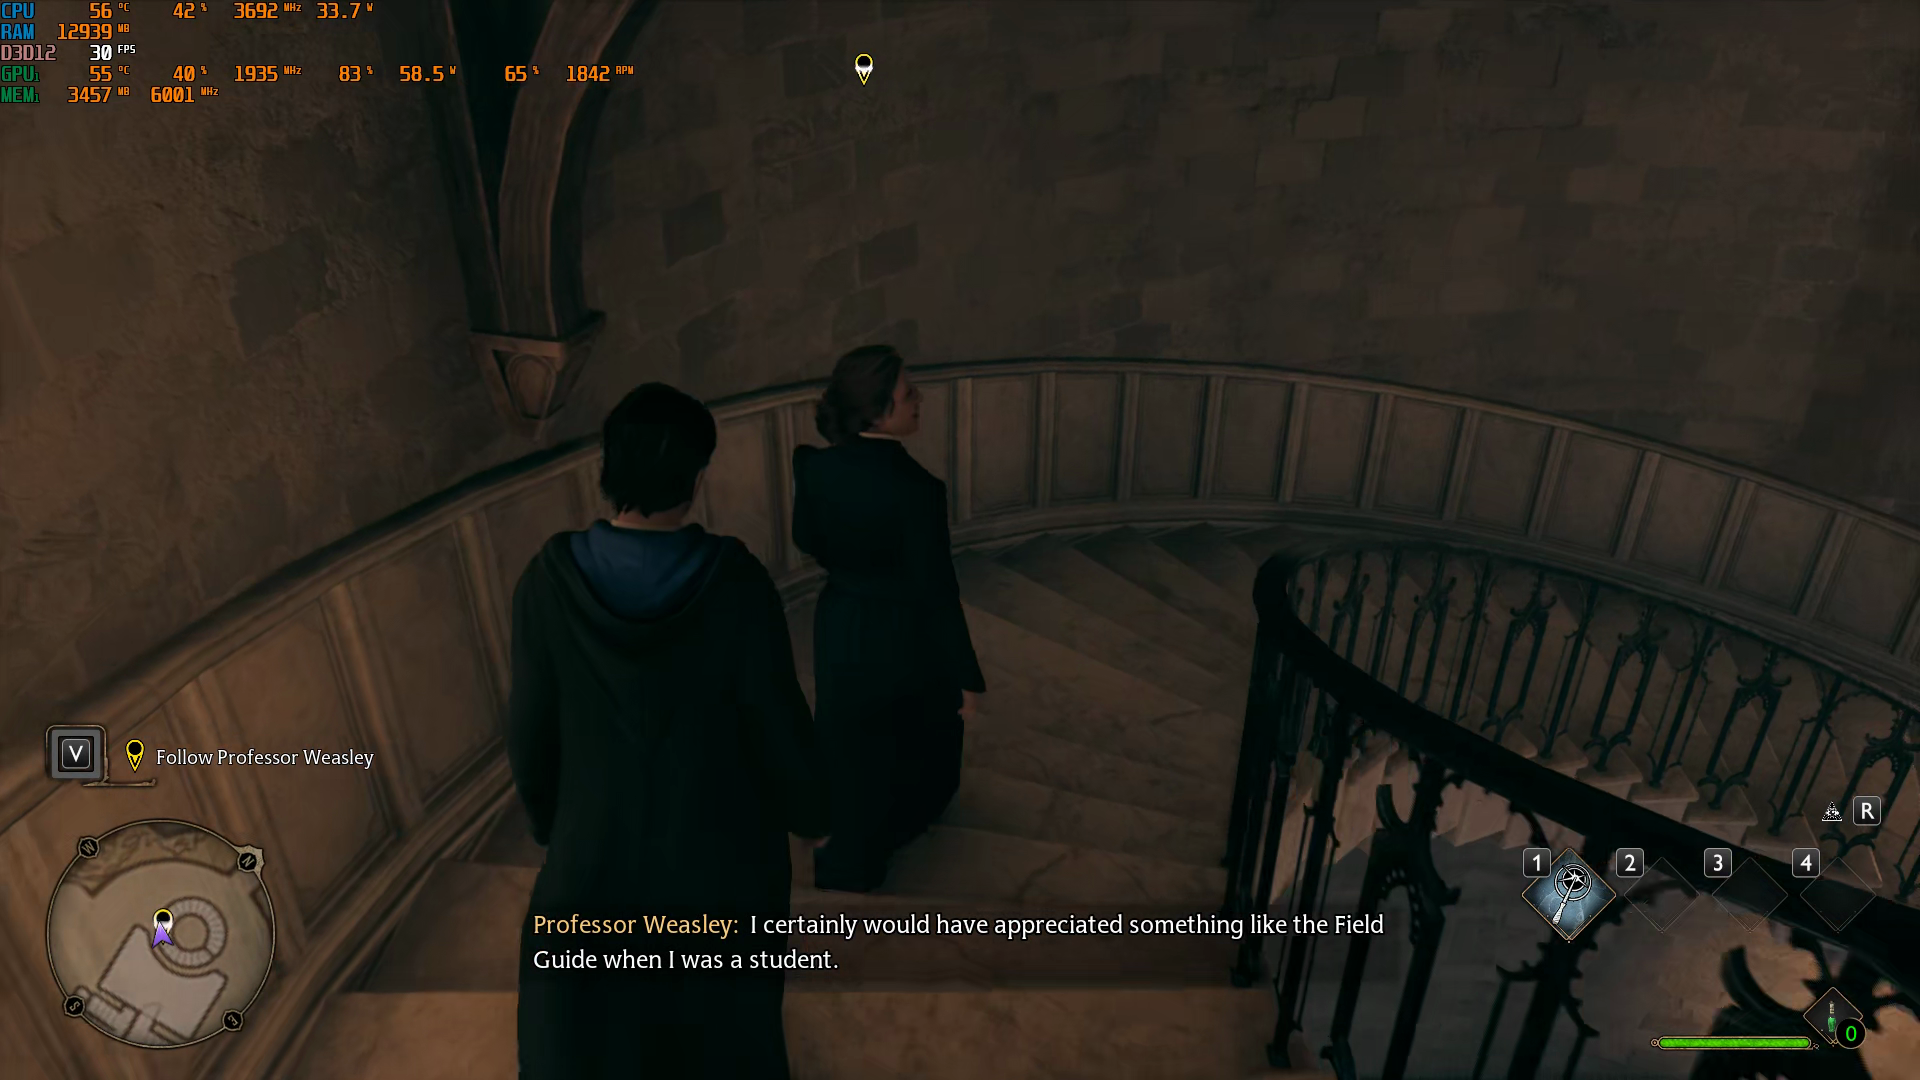 CPU 56 °C 42 % 3692 MHz 33.7 W
RAM 12939 MB
D3D12 30 FPS
GPU1 55 °C 40 % 1935 MHz 83 % 58.5 W 65 % 1842 RPM
MEM1 3457 MB 6001 MHz
V Follow Professor Weasley
W N
S E
R
1 2 3 4
Professor Weasley: I certainly would have appreciated something like the Field
Guide when I was a student.
0